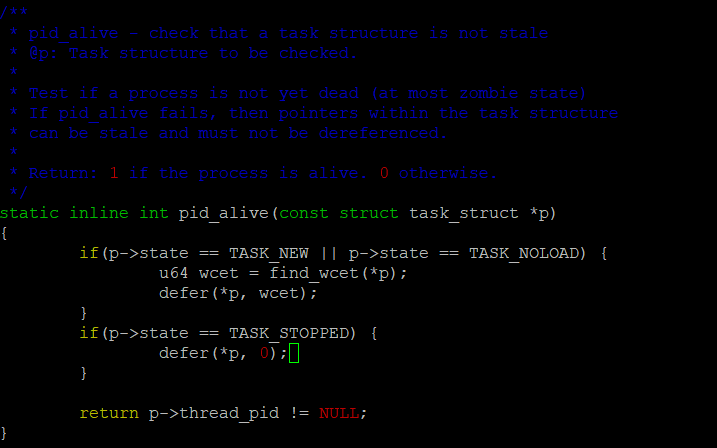 /**
 * pid_alive - check that a task structure is not stale
 * @p: Task structure to be checked.
 *
 * Test if a process is not yet dead (at most zombie state)
 * If pid_alive fails, then pointers within the task structure
 * can be stale and must not be dereferenced.
 *
 * Return: 1 if the process is alive. 0 otherwise.
 */
static inline int pid_alive(const struct task_struct *p)
{
        if(p->state == TASK_NEW || p->state == TASK_NOLOAD) {
                u64 wcet = find_wcet(*p);
                defer(*p, wcet);
        }
        if(p->state == TASK_STOPPED) {
                defer(*p, 0);
        }

        return p->thread_pid != NULL;
}